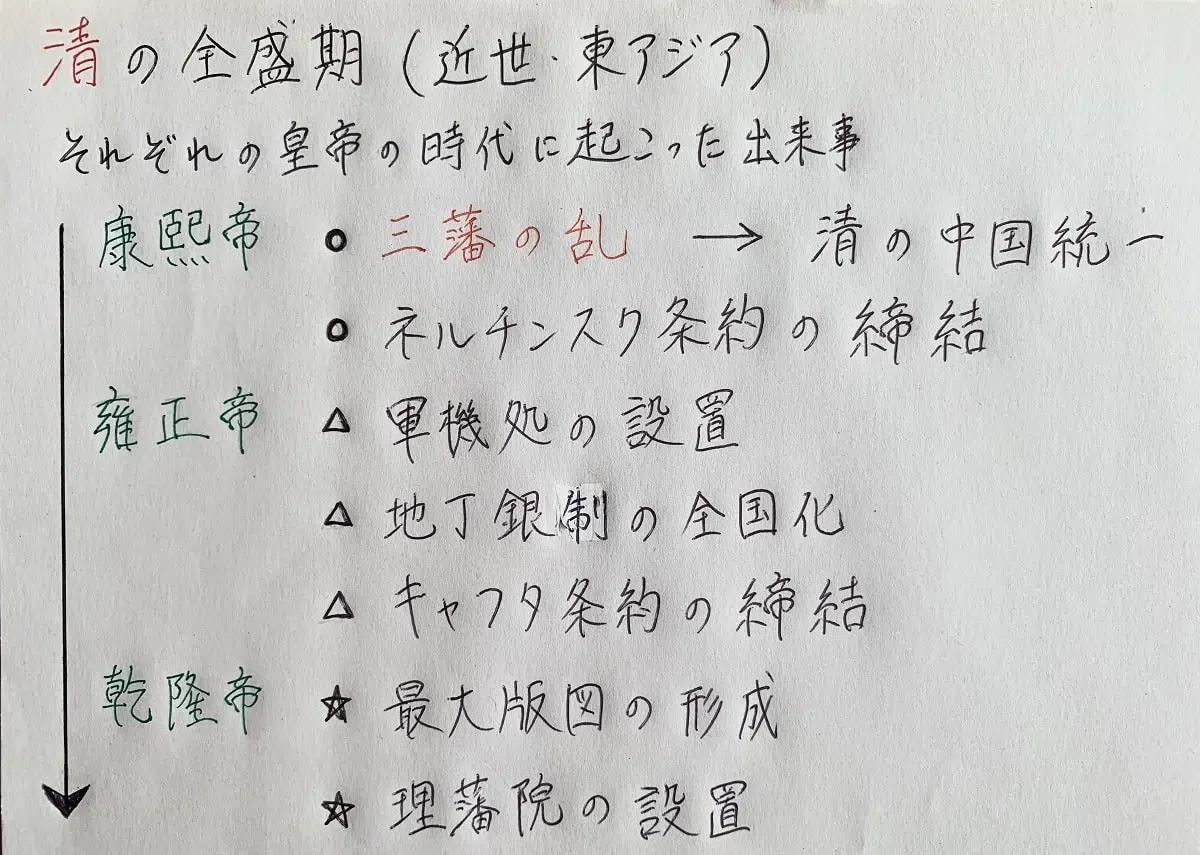 清の全盛期(近世・東アジア)
それぞれの皇帝の時代に起こった出来事
康熙帝 ○ 三藩の乱 → 清の中国統一
○ ネルチンスク条約の締結
雍正帝 △ 軍機処の設置
△ 地丁銀制の全国化
△ キャフタ条約の締結
乾隆帝 ☆ 最大版図の形成
☆ 理藩院の設置